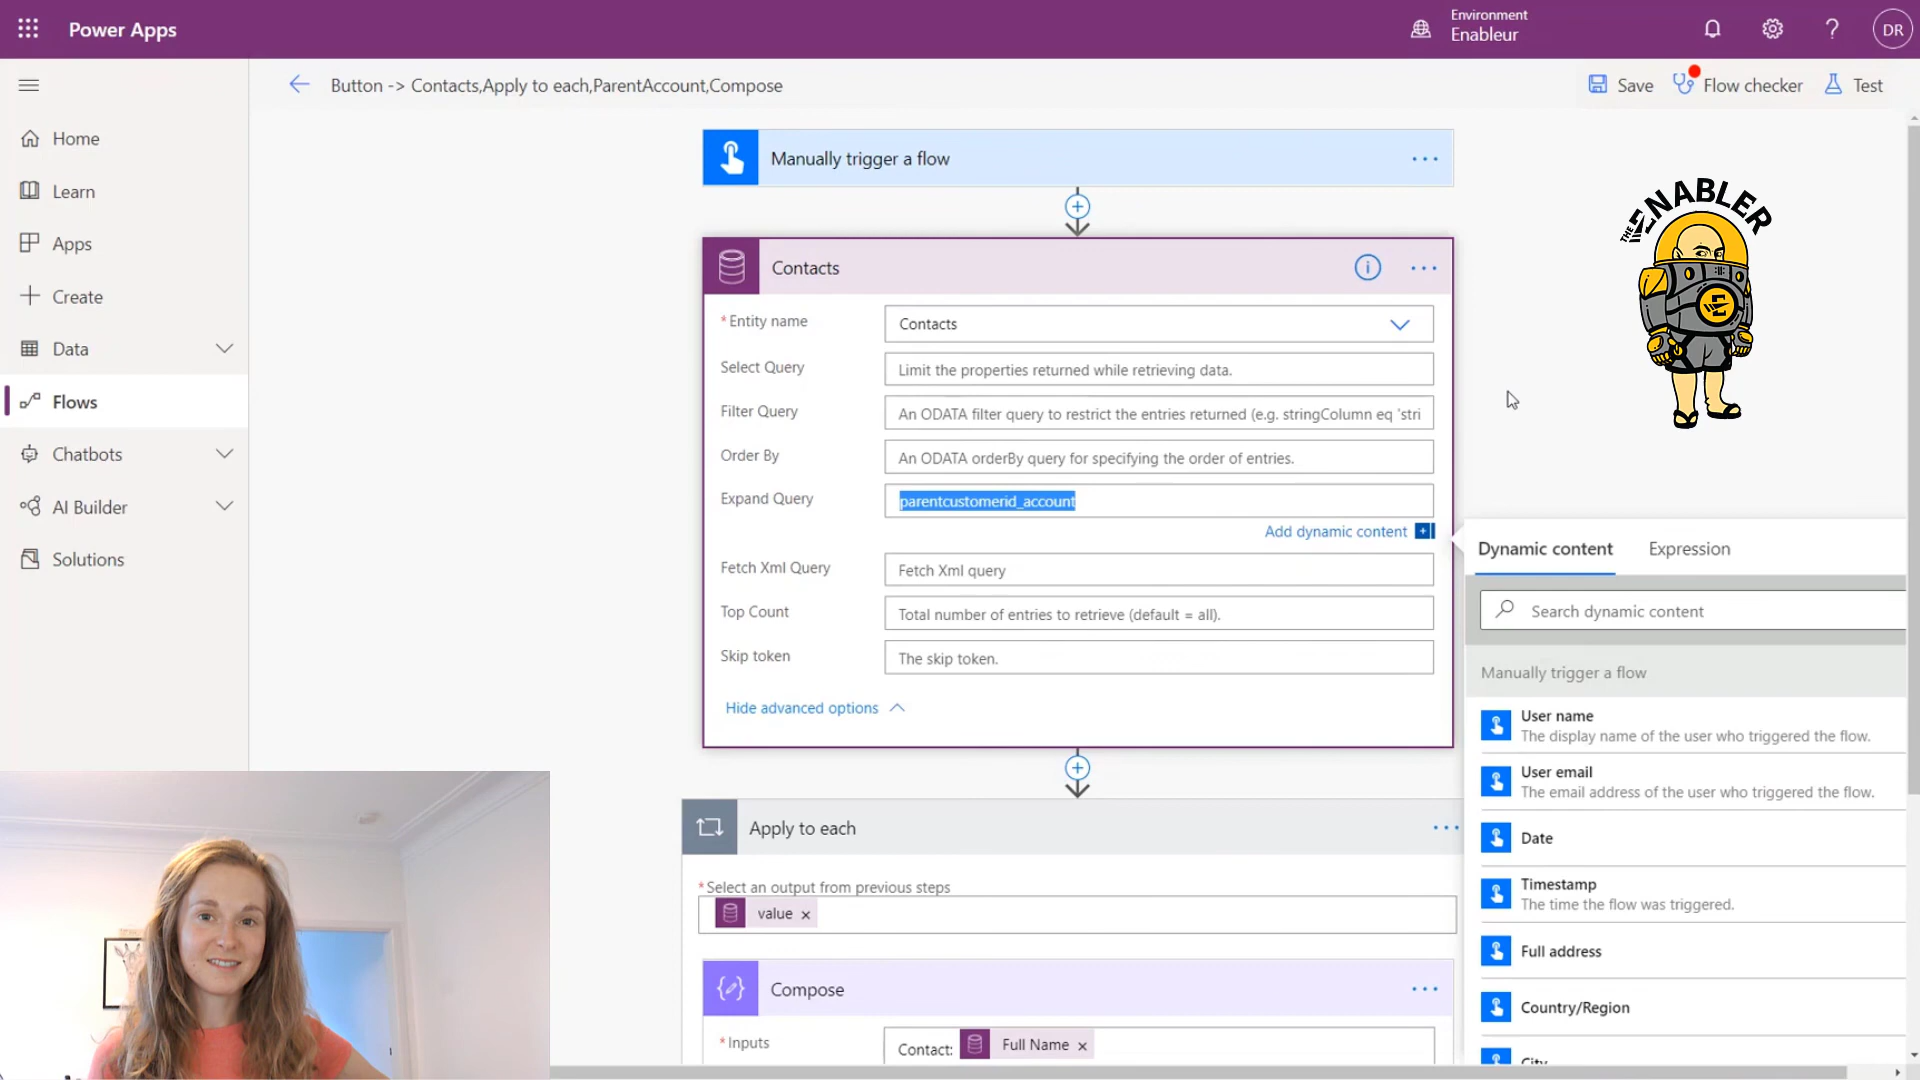 Power Apps
Environment
Enableur
DR
Button -> Contacts,Apply to each,ParentAccount,Compose
Save
Flow checker
Test
Home
Learn
Apps
Create
Data
Flows
Chatbots
AI Builder
Solutions
Manually trigger a flow
THE ENABLER
Contacts
* Entity name
Contacts
Select Query
Limit the properties returned while retrieving data.
Filter Query
An ODATA filter query to restrict the entries returned (e.g. stringColumn eq 'stri
Order By
An ODATA orderBy query for specifying the order of entries.
Expand Query
parentcustomerid_account
Add dynamic content
Fetch Xml Query
Fetch Xml query
Top Count
Total number of entries to retrieve (default = all).
Skip token
The skip token.
Hide advanced options
Apply to each
* Select an output from previous steps
value ×
Compose
* Inputs
Contact: Full Name ×
Dynamic content
Expression
Search dynamic content
Manually trigger a flow
User name
The display name of the user who triggered the flow.
User email
The email address of the user who triggered the flow.
Date
Timestamp
The time the flow was triggered.
Full address
Country/Region
City